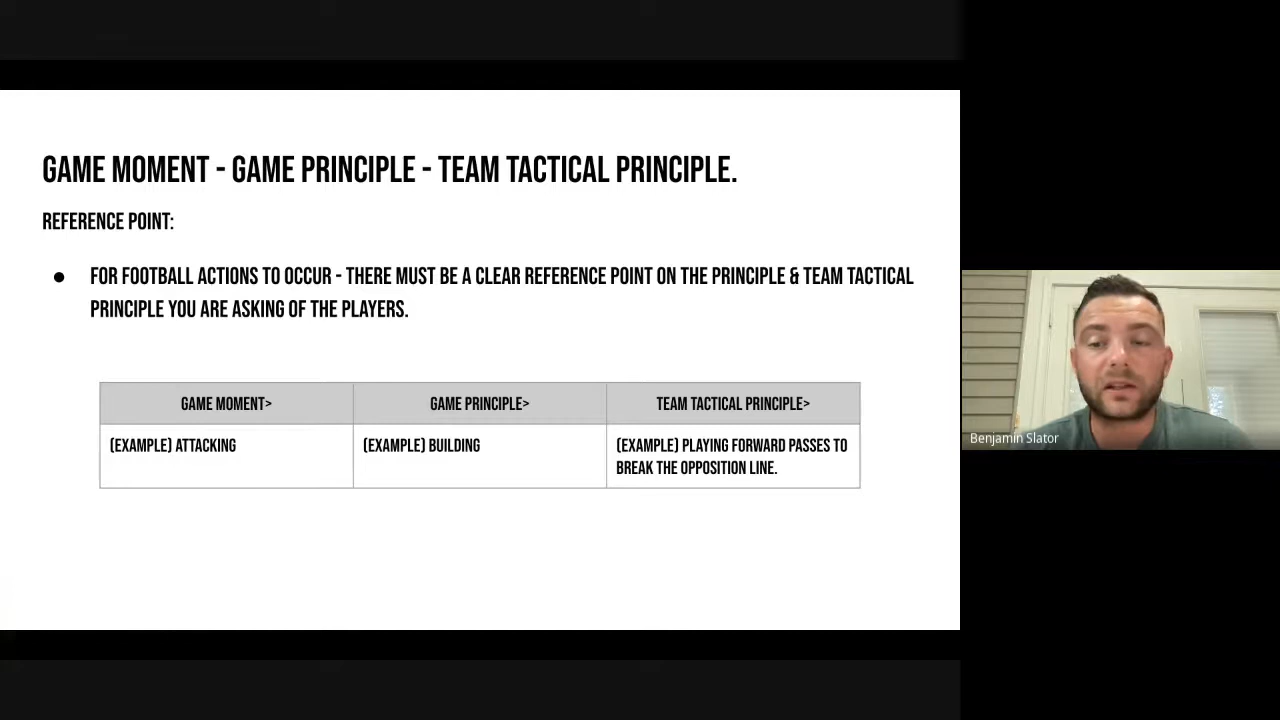 GAME MOMENT - GAME PRINCIPLE - TEAM TACTICAL PRINCIPLE.
REFERENCE POINT:
● FOR FOOTBALL ACTIONS TO OCCUR - THERE MUST BE A CLEAR REFERENCE POINT ON THE PRINCIPLE & TEAM TACTICAL
PRINCIPLE YOU ARE ASKING OF THE PLAYERS.
GAME MOMENT> GAME PRINCIPLE> TEAM TACTICAL PRINCIPLE>
(EXAMPLE) ATTACKING (EXAMPLE) BUILDING (EXAMPLE) PLAYING FORWARD PASSES TO
BREAK THE OPPOSITION LINE.
Benjamin Slator